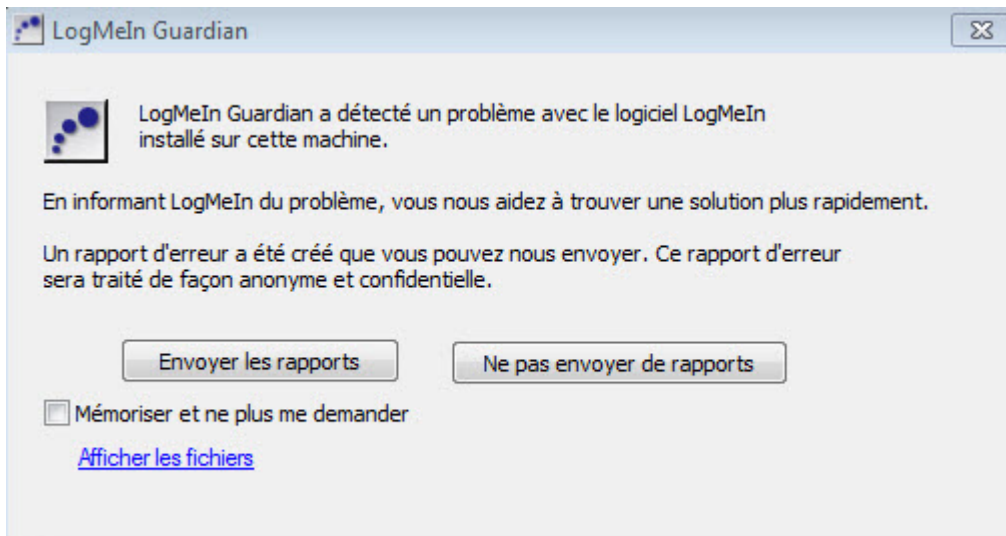 LogMeIn Guardian
LogMeIn Guardian a détecté un problème avec le logiciel LogMeIn
installé sur cette machine.
En informant LogMeIn du problème, vous nous aidez à trouver une solution plus rapidement.
Un rapport d'erreur a été créé que vous pouvez nous envoyer. Ce rapport d'erreur
sera traité de façon anonyme et confidentielle.
Envoyer les rapports
Ne pas envoyer de rapports
Mémoriser et ne plus me demander
Afficher les fichiers